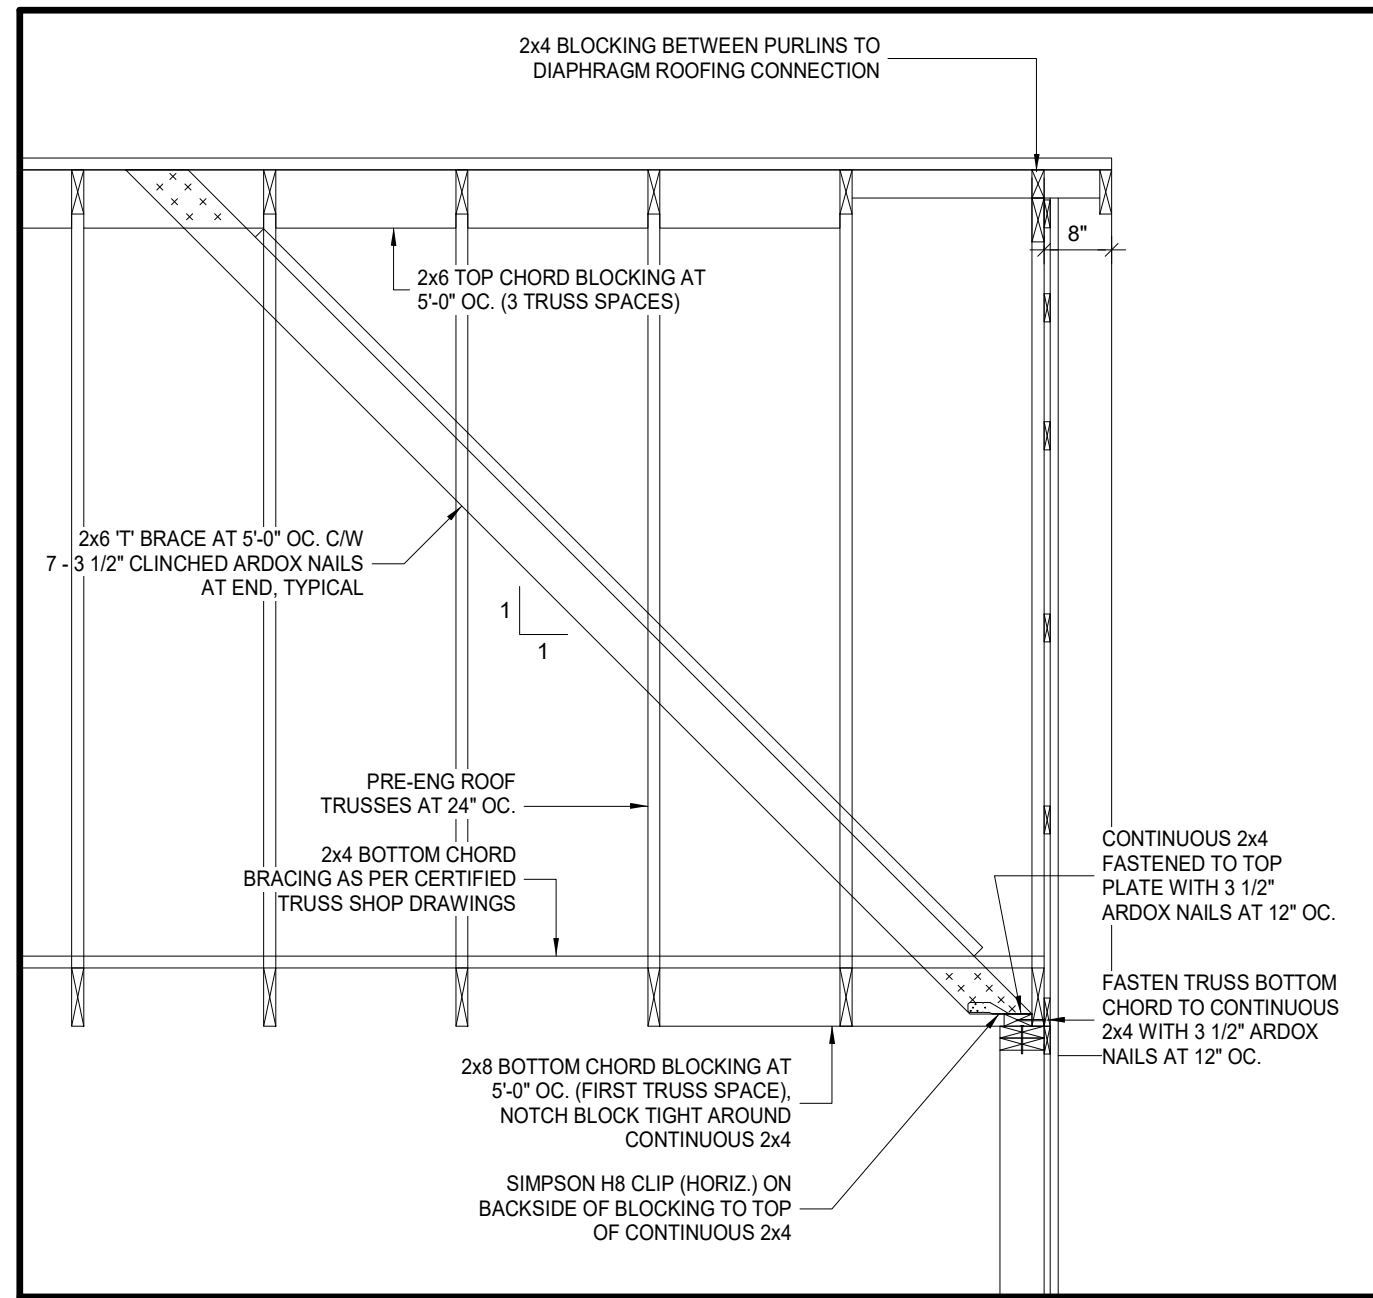 2x4 BLOCKING BETWEEN PURLINS TO
DIAPHRAGM ROOFING CONNECTION
8"
2x6 TOP CHORD BLOCKING AT
5'-0" OC. (3 TRUSS SPACES)
2x6 'T' BRACE AT 5'-0" OC. C/W
7 - 3 1/2" CLINCHED ARDOX NAILS
AT END, TYPICAL
1
1
PRE-ENG ROOF
TRUSSES AT 24" OC.
2x4 BOTTOM CHORD
BRACING AS PER CERTIFIED
TRUSS SHOP DRAWINGS
CONTINUOUS 2x4
FASTENED TO TOP
PLATE WITH 3 1/2"
ARDOX NAILS AT 12" OC.
FASTEN TRUSS BOTTOM
CHORD TO CONTINUOUS
2x4 WITH 3 1/2" ARDOX
NAILS AT 12" OC.
2x8 BOTTOM CHORD BLOCKING AT
5'-0" OC. (FIRST TRUSS SPACE),
NOTCH BLOCK TIGHT AROUND
CONTINUOUS 2x4
SIMPSON H8 CLIP (HORIZ.) ON
BACKSIDE OF BLOCKING TO TOP
OF CONTINUOUS 2x4